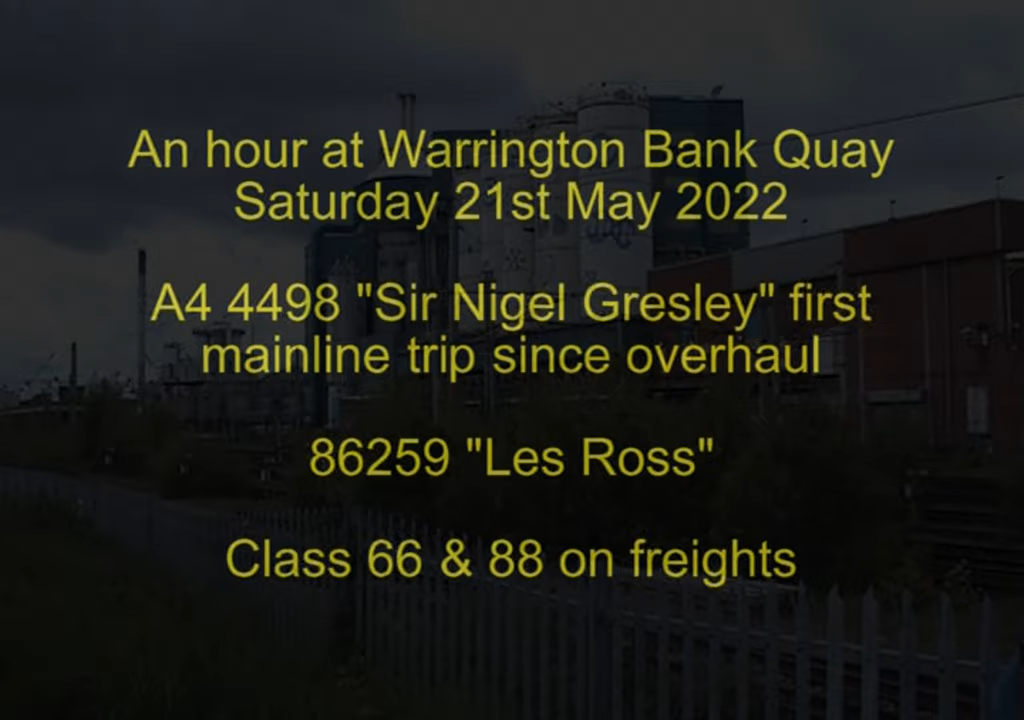 An hour at Warrington Bank Quay
Saturday 21st May 2022
A4 4498 "Sir Nigel Gresley" first
mainline trip since overhaul
86259 "Les Ross"
Class 66 & 88 on freights